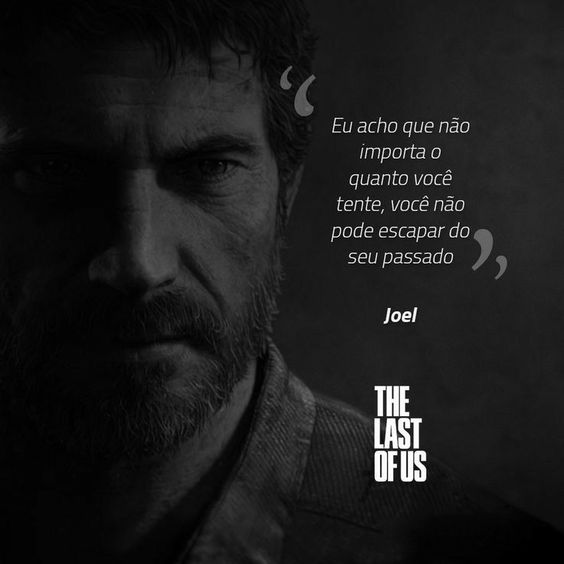 Eu acho que não
importa o
quanto você
tente, você não
pode escapar do
seu passado
Joel
THE
LAST
OF US